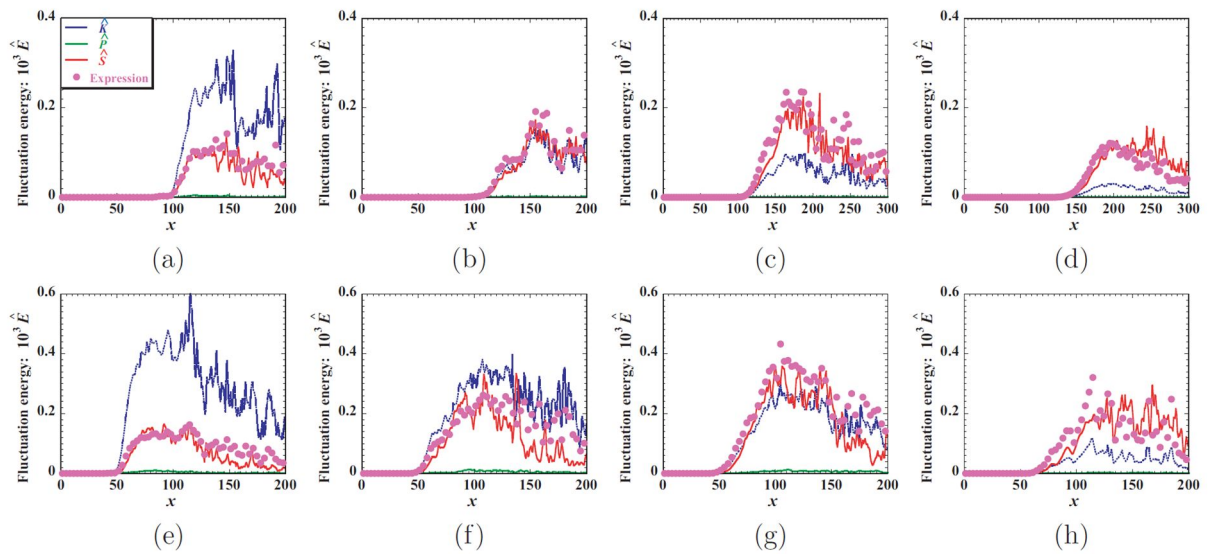 Fluctuation energy: 10³ Ê
0.4
0.2
0
K̂
P̂
Ŝ
Expression
0 50 100 150 200
x
(a)
Fluctuation energy: 10³ Ê
0.4
0.2
0
0 50 100 150 200
x
(b)
Fluctuation energy: 10³ Ê
0.4
0.2
0
0 50 100 150 200 250 300
x
(c)
Fluctuation energy: 10³ Ê
0.4
0.2
0
0 50 100 150 200 250 300
x
(d)
Fluctuation energy: 10³ Ê
0.6
0.4
0.2
0
0 50 100 150 200
x
(e)
Fluctuation energy: 10³ Ê
0.6
0.4
0.2
0
0 50 100 150 200
x
(f)
Fluctuation energy: 10³ Ê
0.6
0.4
0.2
0
0 50 100 150 200
x
(g)
Fluctuation energy: 10³ Ê
0.6
0.4
0.2
0
0 50 100 150 200
x
(h)